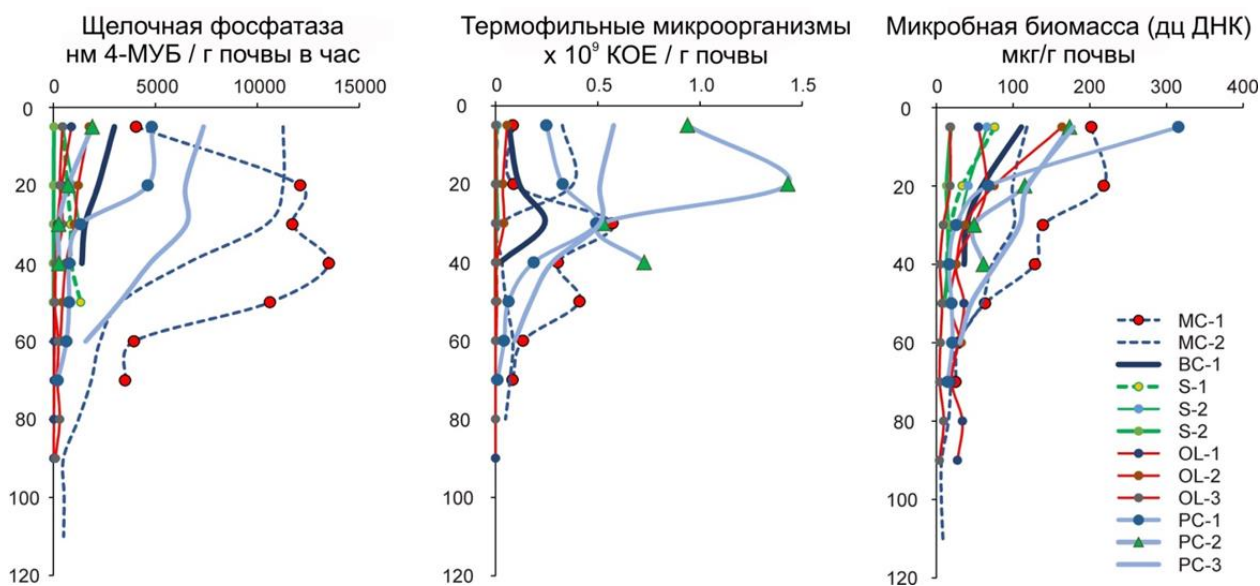 Щелочная фосфатаза
нм 4-МУБ / г почвы в час
0 5000 10000 15000
0
20
40
60
80
100
120
Термофильные микроорганизмы
x 10⁹ КОЕ / г почвы
0 0.5 1.0 1.5
0
20
40
60
80
100
120
Микробная биомасса (дц ДНК)
мкг/г почвы
0 100 200 300 400
0
20
40
60
80
100
120
MC-1
MC-2
BC-1
S-1
S-2
S-2
OL-1
OL-2
OL-3
PC-1
PC-2
PC-3